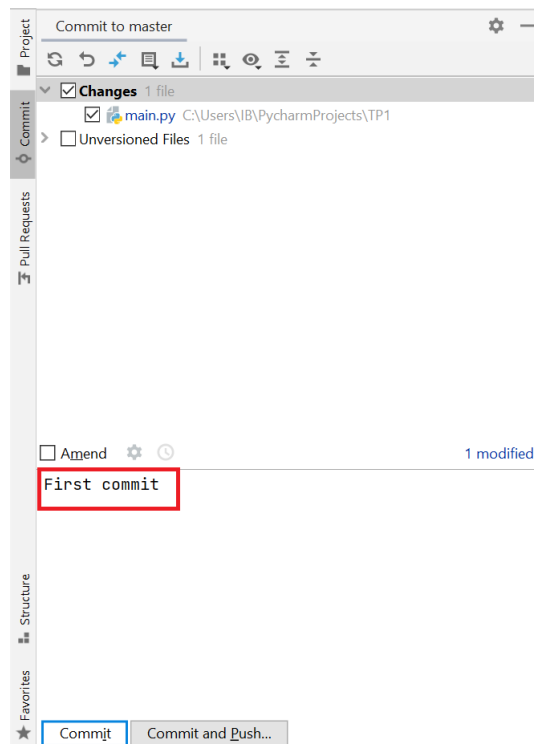 Project
Commit
Pull Requests
Structure
Favorites
Commit to master
Changes 1 file
main.py C:\Users\IB\PycharmProjects\TP1
Unversioned Files 1 file
Amend
1 modified
First commit
Commit
Commit and Push...